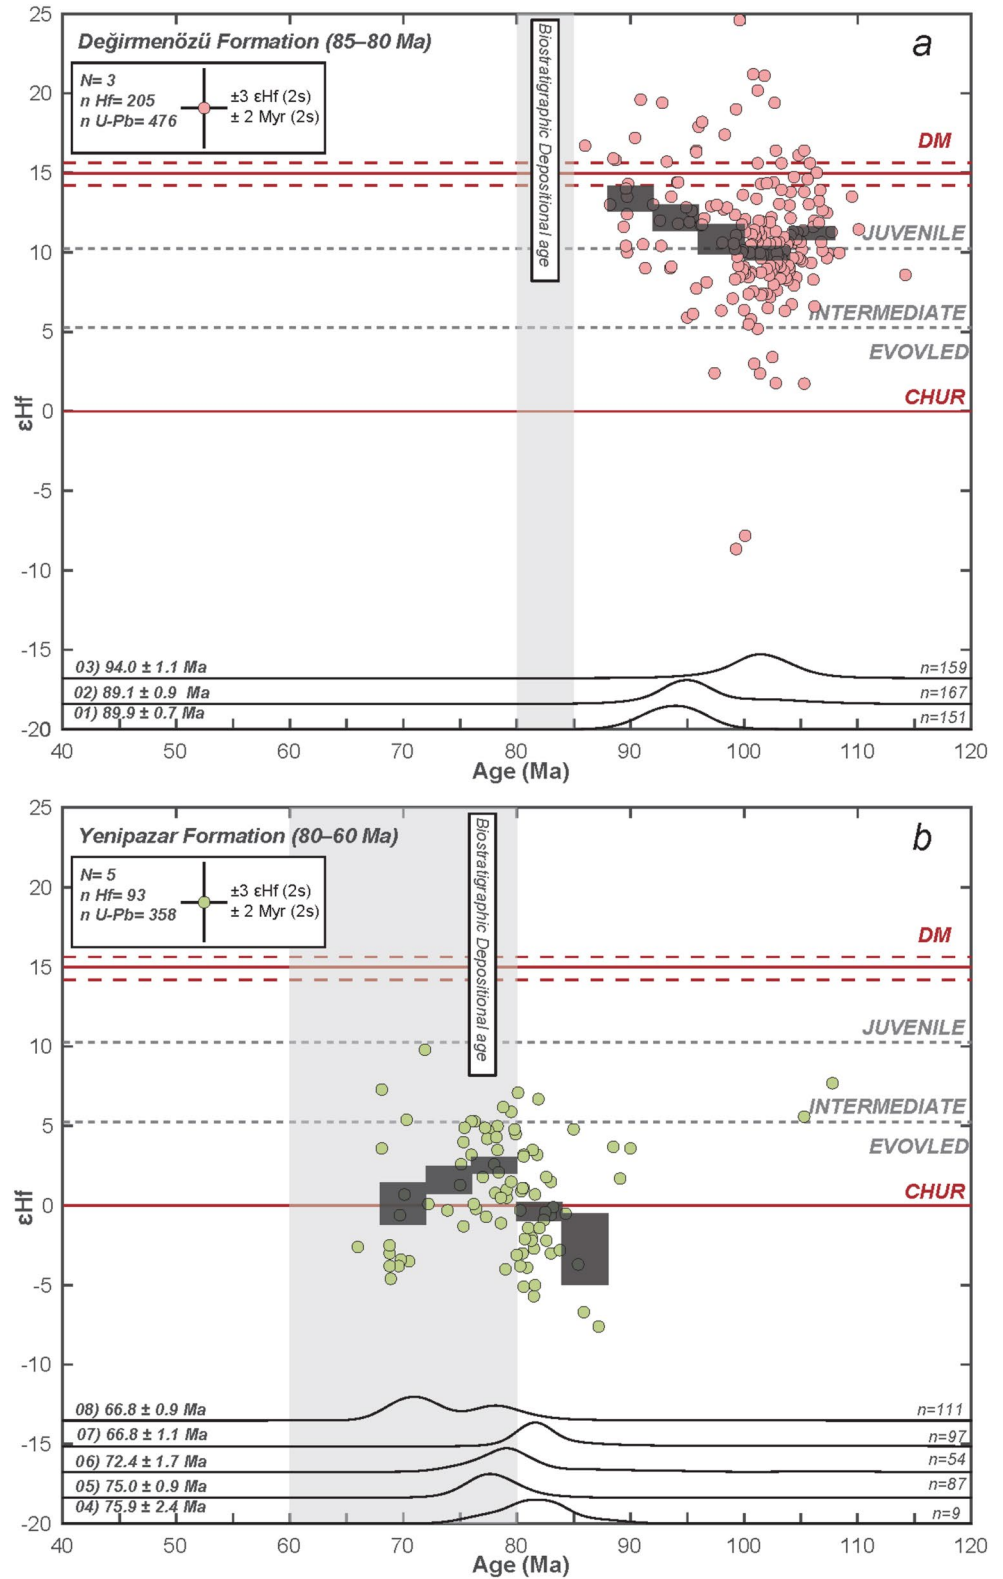 25
Değirmenözü Formation (85–80 Ma)
a
N= 3
n Hf= 205
n U-Pb= 476
±3 εHf (2s)
± 2 Myr (2s)
Biostratigraphic Depositional age
20
DM
15
JUVENILE
10
INTERMEDIATE
5
EVOVLED
CHUR
0
εHf
-5
-10
-15
03) 94.0 ± 1.1 Ma
n=159
02) 89.1 ± 0.9 Ma
n=167
01) 89.9 ± 0.7 Ma
n=151
-20
40 50 60 70 80 90 100 110 120
Age (Ma)
25
Yenipazar Formation (80–60 Ma)
b
N= 5
n Hf= 93
n U-Pb= 358
±3 εHf (2s)
± 2 Myr (2s)
Biostratigraphic Depositional age
20
DM
15
JUVENILE
10
INTERMEDIATE
5
EVOVLED
CHUR
0
εHf
-5
-10
08) 66.8 ± 0.9 Ma
n=111
07) 66.8 ± 1.1 Ma
n=97
-15
06) 72.4 ± 1.7 Ma
n=54
05) 75.0 ± 0.9 Ma
n=87
04) 75.9 ± 2.4 Ma
n=9
-20
40 50 60 70 80 90 100 110 120
Age (Ma)